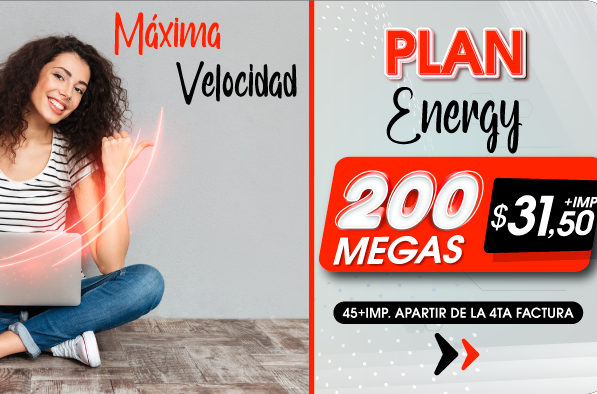 Máxima
Velocidad
PLAN
Energy
200
MEGAS
$31,50
+IMP
45+IMP. APARTIR DE LA 4TA FACTURA